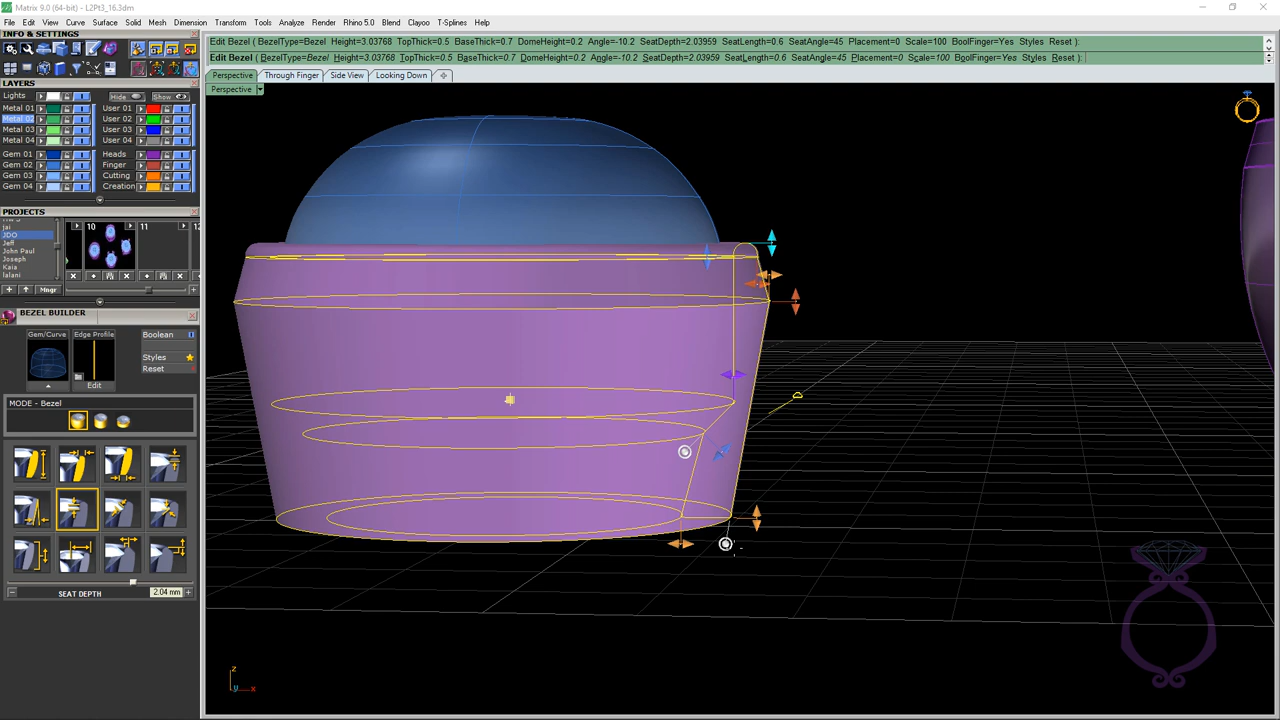 Matrix 9.0 (64-bit) - L2Pt3_16.3dm
File Edit View Curve Surface Solid Mesh Dimension Transform Tools Analyze Render Rhino 5.0 Blend Clayoo T-Splines Help
INFO & SETTINGS
Edit Bezel ( BezelType=Bezel Height=3.03768 TopThick=0.5 BaseThick=0.7 DomeHeight=0.2 Angle=-10.2 SeatDepth=2.03959 SeatLength=0.6 SeatAngle=45 Placement=0 Scale=100 BoolFinger=Yes Styles Reset ):
Edit Bezel ( BezelType=Bezel Height=3.03768 TopThick=0.5 BaseThick=0.7 DomeHeight=0.2 Angle=-10.2 SeatDepth=2.03959 SeatLength=0.6 SeatAngle=45 Placement=0 Scale=100 BoolFinger=Yes Styles Reset ):
Perspective Through Finger Side View Looking Down
Perspective
LAYERS
Lights Hide Show
Metal 01 User 01
Metal 02 User 02
Metal 03 User 03
Metal 04 User 04
Gem 01 Heads
Gem 02 Finger
Gem 03 Cutting
Gem 04 Creation
PROJECTS
jai
JDO
Jeff
John Paul
Joseph
Kaia
lalani
10 11
Mngr
BEZEL BUILDER
Gem/Curve Edge Profile Boolean
Styles
Reset
Edit
MODE - Bezel
SEAT DEPTH 2.04 mm
z
y x